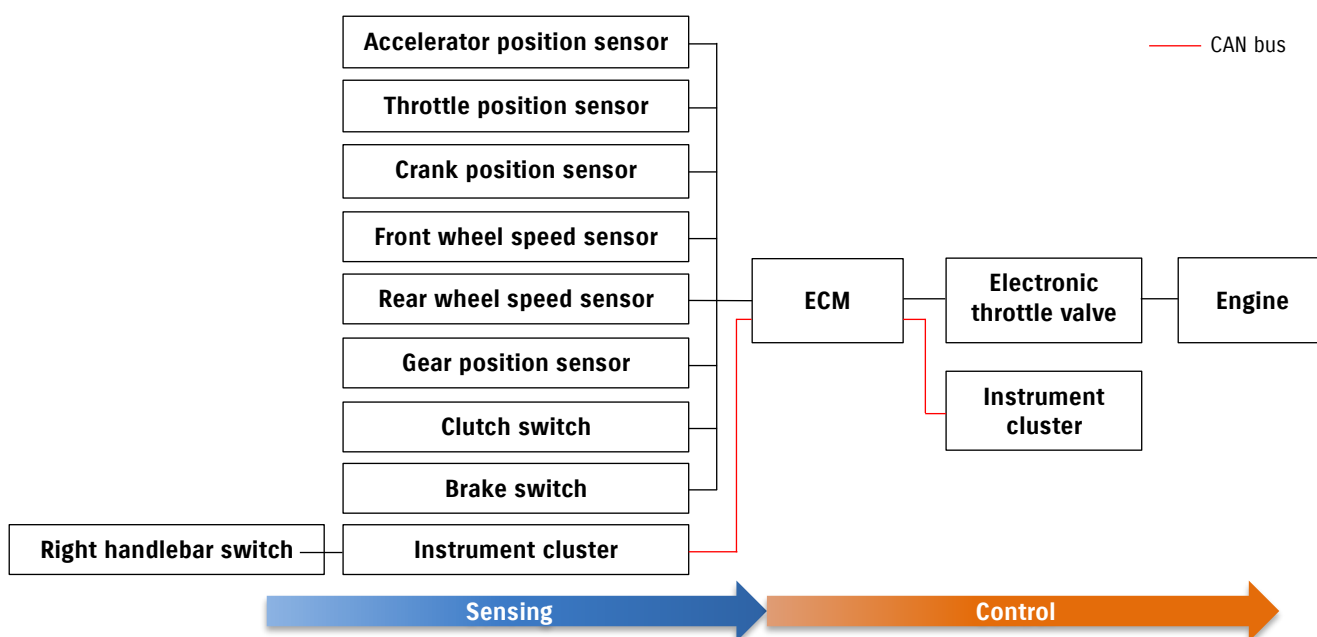 Accelerator position sensor
CAN bus
Throttle position sensor
Crank position sensor
Front wheel speed sensor
Rear wheel speed sensor
ECM
Electronic
throttle valve
Engine
Gear position sensor
Instrument
cluster
Clutch switch
Brake switch
Right handlebar switch
Instrument cluster
Sensing
Control